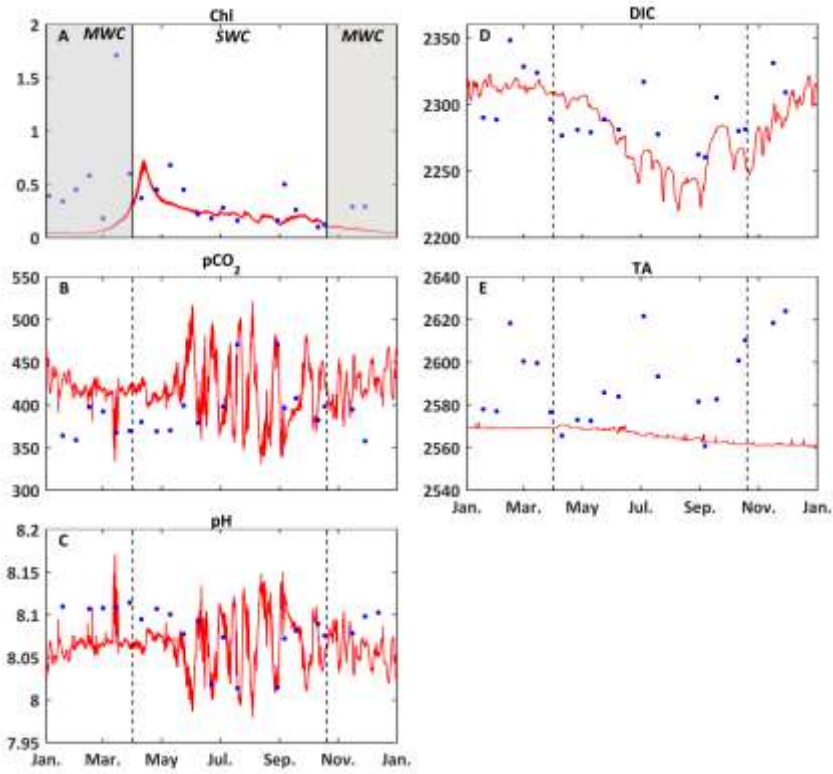 Chl
2
A
MWC
SWC
MWC
1.5
1
0.5
0
pCO₂
550
B
500
450
400
350
300
pH
8.2
C
8.15
8.1
8.05
8
7.95
Jan. Mar. May Jul. Sep. Nov. Jan.
DIC
D
2350
2300
2250
2200
TA
2640
E
2620
2600
2580
2560
2540
Jan. Mar. May Jul. Sep. Nov. Jan.